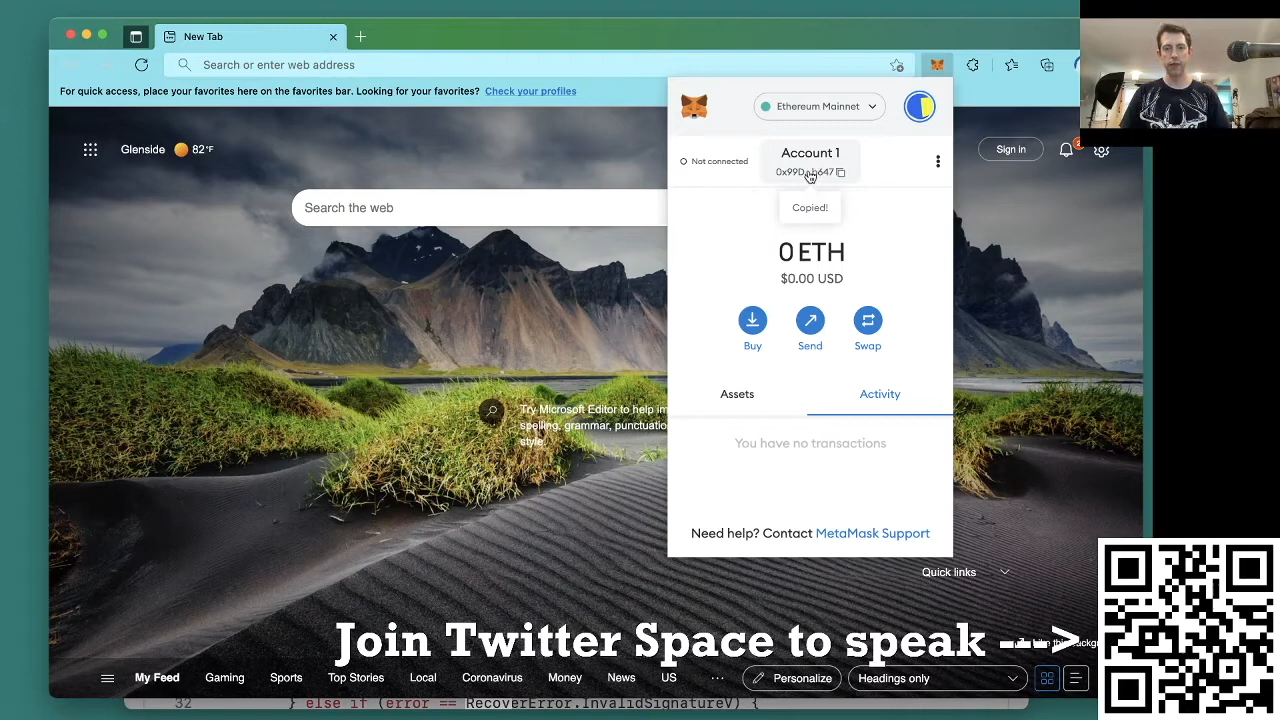 New Tab
Search or enter web address
For quick access, place your favorites here on the favorites bar. Looking for your favorites? Check your profiles
Ethereum Mainnet
Glenside 82 °F
Sign in
Not connected
Account 1
Copied!
Search the web
0 ETH
$0.00 USD
Buy
Send
Swap
Assets
Activity
Try Microsoft Editor to help
spelling, grammar,
style.
You have no transactions
Need help? Contact MetaMask Support
Quick links
Join Twitter Space to speak --->
My Feed
Gaming
Sports
Top stories
Local
Coronavirus
Money
News
US
...
Personalize
Headings only
32 } else if (error ==